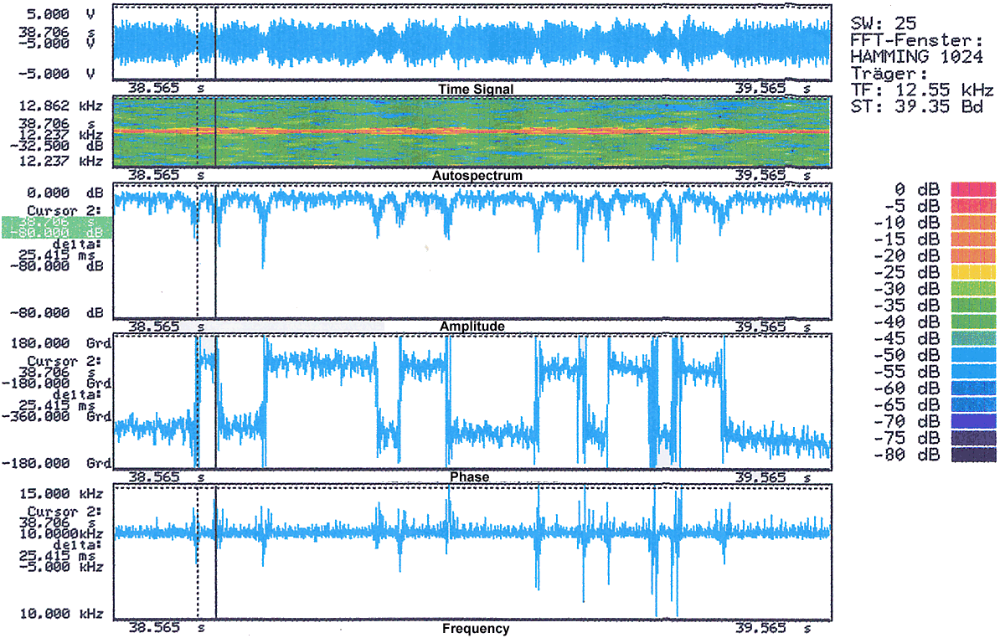 5.000 V
38.706 s
-5.000 V
-5.000 V
38.565 s Time Signal 39.565 s
12.862 kHz
38.706 s
12.237 kHz
-32.500 dB
12.237 kHz
38.565 s Autospectrum 39.565 s
0.000 dB
Cursor 2:
38.706 s
-80.000 dB
delta:
25.415 ms
-80.000 dB
-80.000 dB
38.565 s Amplitude 39.565 s
180.000 Grd
Cursor 2:
38.706 s
-180.000 Grd
delta:
25.415 ms
-360.000 Grd
-180.000 Grd
38.565 s Phase 39.565 s
15.000 kHz
Cursor 2:
38.706 s
10.0000kHz
delta:
25.415 ms
-5.000 kHz
10.000 kHz
38.565 s Frequency 39.565 s
SW: 25
FFT-Fenster:
HAMMING 1024
Träger:
TF: 12.55 kHz
ST: 39.35 Bd
0 dB
-5 dB
-10 dB
-15 dB
-20 dB
-25 dB
-30 dB
-35 dB
-40 dB
-45 dB
-50 dB
-55 dB
-60 dB
-65 dB
-70 dB
-75 dB
-80 dB